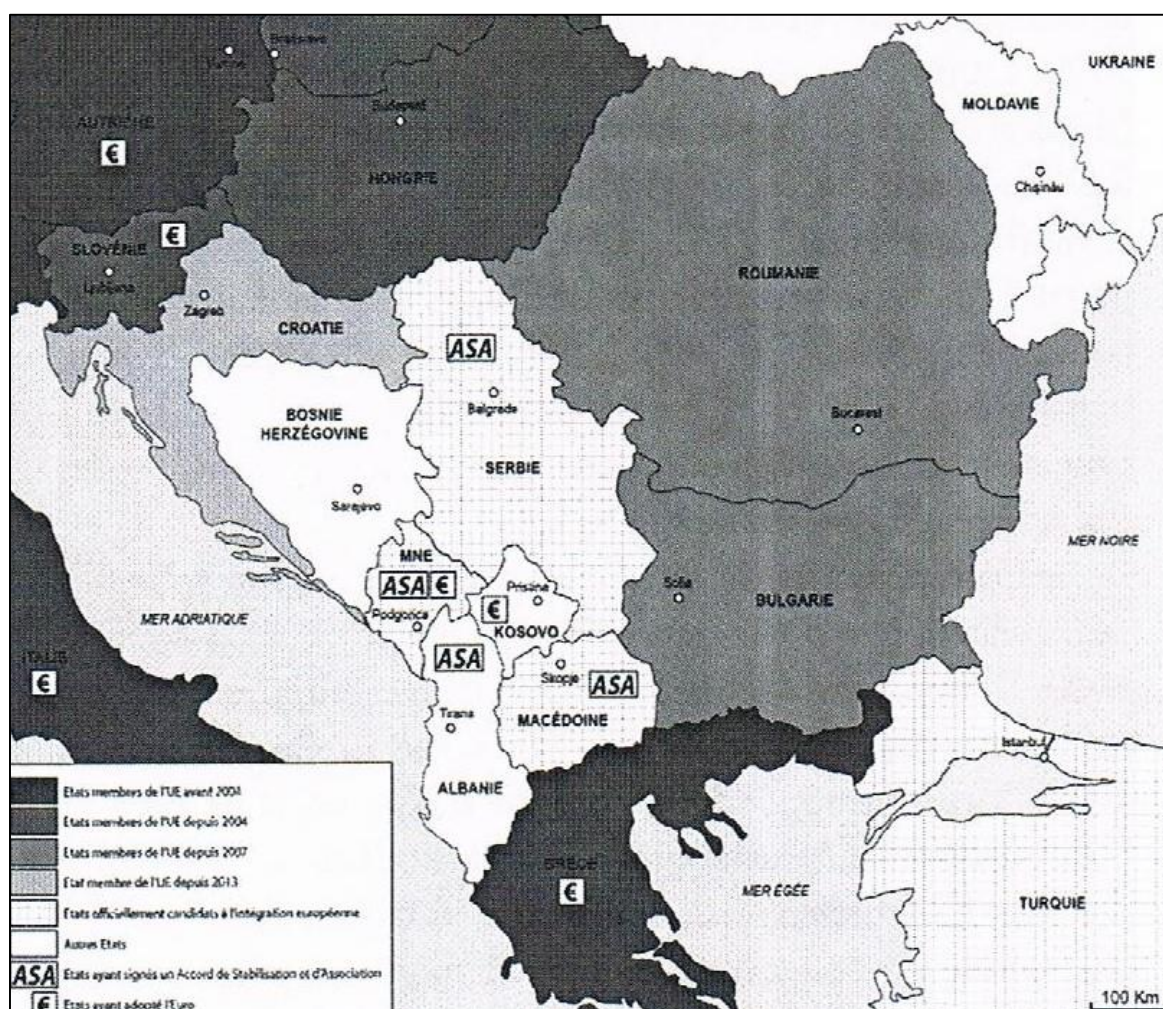 Bratislava
Vienne
UKRAINE
MOLDAVIE
Budapest
AUTRICHE
€
HONGRIE
Chișinău
SLOVÉNIE
€
Ljubljana
ROUMANIE
Zagreb
CROATIE
ASA
Belgrade
BOSNIE
HERZÉGOVINE
Bucarest
SERBIE
Sarajevo
MER NOIRE
MNE
ASA €
Pristina
Sofia
€
BULGARIE
MER ADRIATIQUE
Podgorica
KOSOVO
ITALIE
€
ASA
Skopje
ASA
Tirana
MACÉDOINE
Istanbul
ALBANIE
Etats membres de l'UE avant 2004
Etats membres de l'UE depuis 2004
Etats membres de l'UE depuis 2007
Etat membre de l'UE depuis 2013
GRÈCE
€
MER ÉGÉE
TURQUIE
Etats officiellement candidats à l'intégration européenne
Autres Etats
ASA Etats ayant signés un Accord de Stabilisation et d'Association
€ Etats ayant adopté l'Euro
100 Km